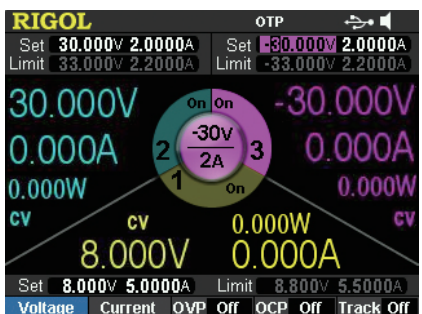 RIGOL OTP
Set 30.000V 2.0000A Set -30.000V 2.0000A
Limit 33.000V 2.2000A Limit -33.000V 2.2000A
30.000V On On -30.000V
0.000A 2 -30V 3 0.000A
2A
0.000W 1 On 0.000W
CV CV 0.000W CV
8.000V 0.000A
Set 8.000V 5.0000A Limit 8.800V 5.5000A
Voltage Current OVP Off OCP Off Track Off